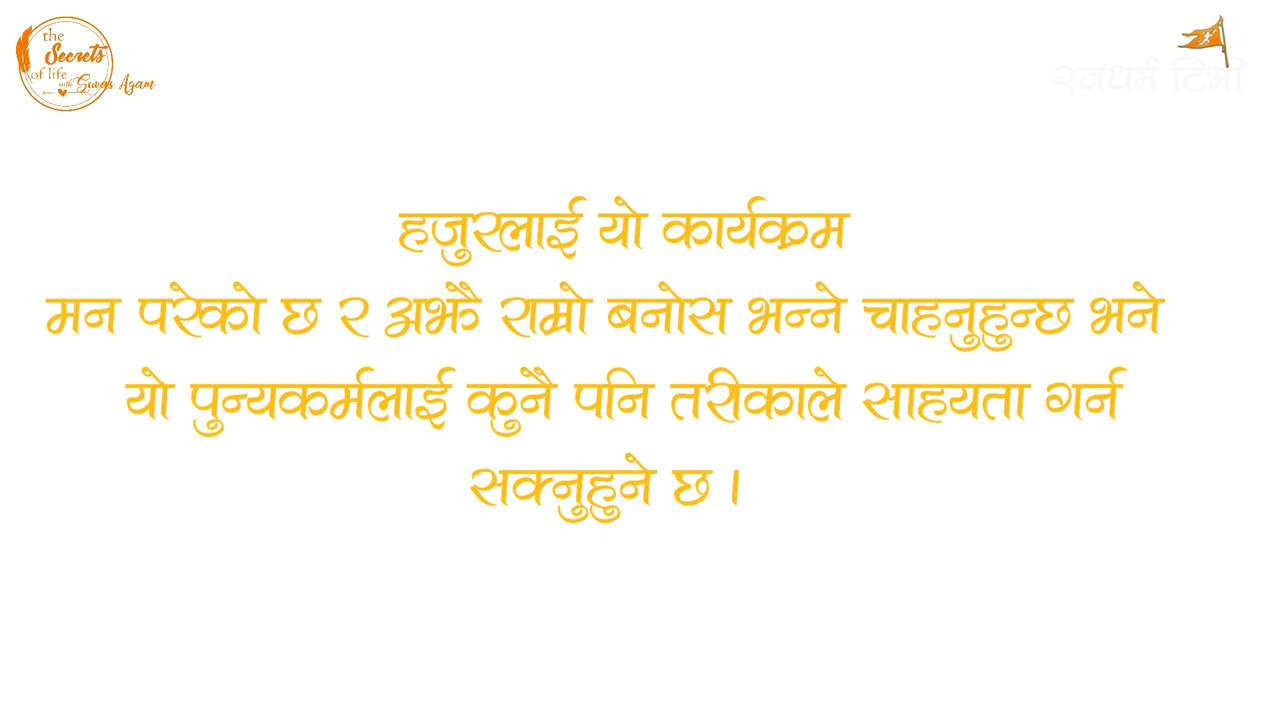 the
Secrets
of life
with Suvas Agam
स्वधर्म टिभी
हजुरलाई यो कार्यक्रम
मन परेको छ र अझै राम्रो बनोस भन्ने चाहनुहुन्छ भने
यो पुन्यकर्मलाई कुनै पनि तरीकाले साहयता गर्न
सक्नुहुने छ ।